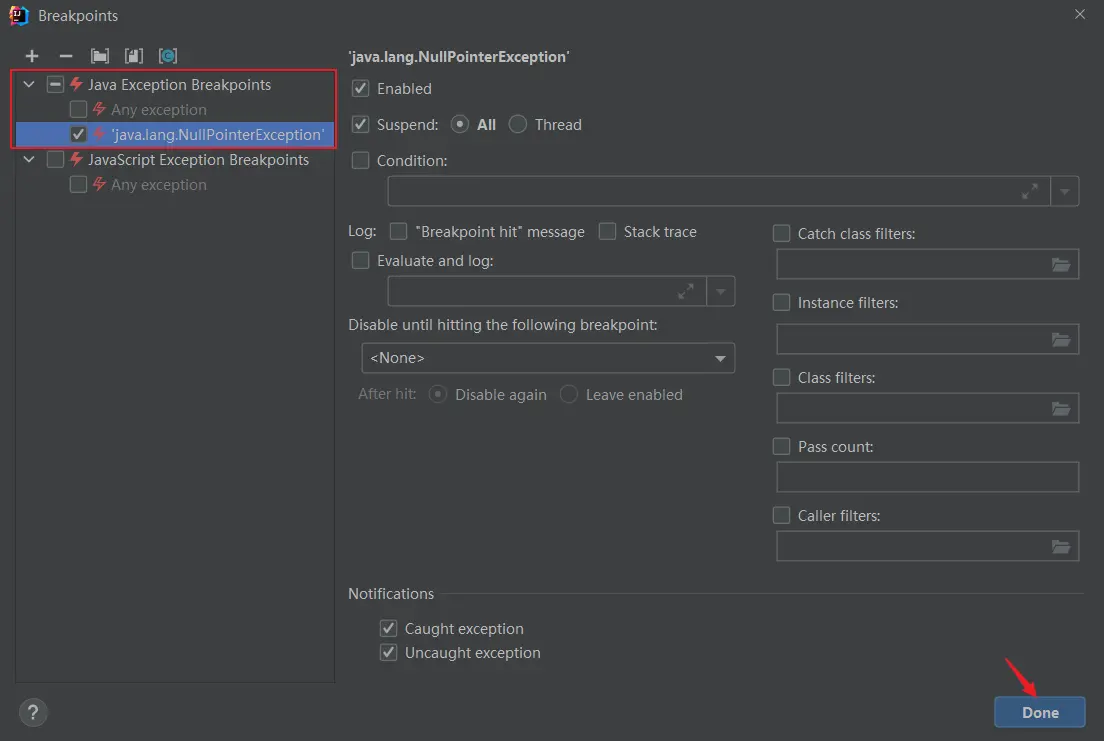 Breakpoints
Java Exception Breakpoints
Any exception
'java.lang.NullPointerException'
JavaScript Exception Breakpoints
Any exception
'java.lang.NullPointerException'
Enabled
Suspend: All Thread
Condition:
Log: "Breakpoint hit" message Stack trace
Evaluate and log:
Disable until hitting the following breakpoint:
<None>
After hit: Disable again Leave enabled
Catch class filters:
Instance filters:
Class filters:
Pass count:
Caller filters:
Notifications
Caught exception
Uncaught exception
?
Done